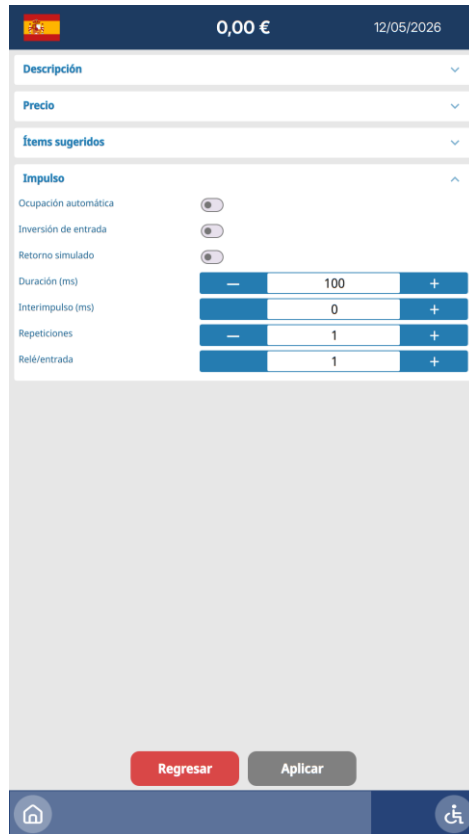 0,00 €
12/05/2026
Descripción
Precio
Ítems sugeridos
Impulso
Ocupación automática
Inversión de entrada
Retorno simulado
Duración (ms) — 100 +
Interimpulso (ms) 0 +
Repeticiones — 1 +
Relé/entrada 1 +
Regresar Aplicar